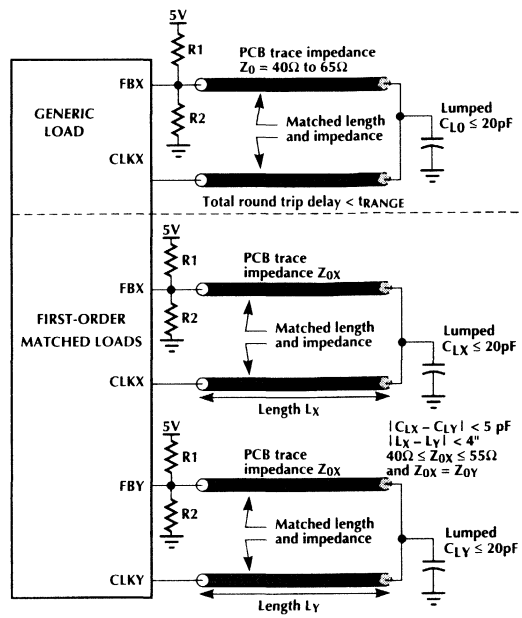 5V
R1
PCB trace impedance
Z0 = 40Ω to 65Ω
FBX
GENERIC
LOAD
R2
Matched length
and impedance
Lumped
CL0 ≤ 20pF
CLKX
Total round trip delay < tRANGE
5V
R1
PCB trace
impedance Z0X
FBX
R2
FIRST-ORDER
MATCHED LOADS
Matched length
and impedance
Lumped
CLX ≤ 20pF
CLKX
Length LX
5V
|CLX – CLY| < 5 pF
|LX – LY| < 4"
40Ω ≤ Z0X ≤ 55Ω
and Z0X = Z0Y
R1
PCB trace
impedance Z0X
FBY
R2
Matched length
and impedance
Lumped
CLY ≤ 20pF
CLKY
Length LY